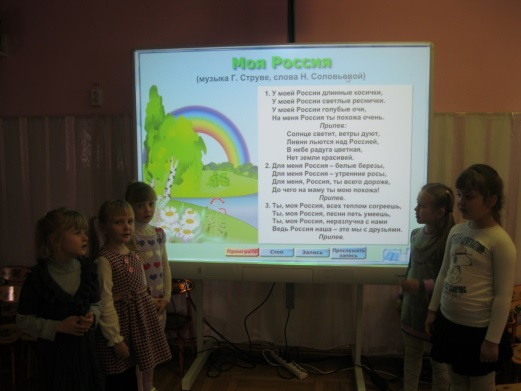 Моя Россия
(музыка Г. Струве, слова Н. Соловьевой)
1. У моей России длинные косички,
У моей России светлые реснички.
У моей России голубые очи,
На меня Россия ты похожа очень.
Припев:
Солнце светит, ветры дуют,
Ливни льются над Россией,
В небе радуга цветная,
Нет земли красивей.
2. Для меня Россия – белые березы,
Для меня Россия – утренние росы,
Для меня, Россия, ты всего дороже,
До чего на маму ты мою похожа!
Припев.
3. Ты, моя Россия, всех теплом согреешь,
Ты, моя Россия, песни петь умеешь,
Ты, моя Россия, неразлучна с нами
Ведь Россия наша – это мы с друзьями.
Припев.
Проиграть
Стоп
Запись
Прослушать запись